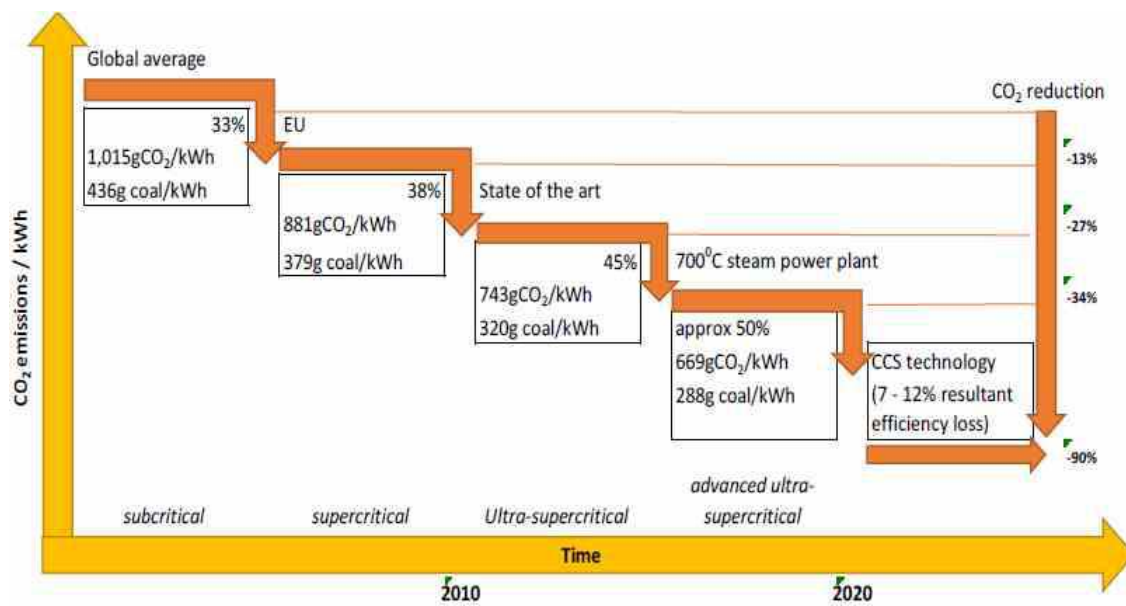 Global average
33%
1,015gCO₂/kWh
436g coal/kWh
EU
38%
881gCO₂/kWh
379g coal/kWh
State of the art
45%
743gCO₂/kWh
320g coal/kWh
700⁰C steam power plant
approx 50%
669gCO₂/kWh
288g coal/kWh
CCS technology
(7 - 12% resultant
efficiency loss)
CO₂ reduction
-13%
-27%
-34%
-90%
CO₂ emissions / kWh
subcritical
supercritical
Ultra-supercritical
advanced ultra-
supercritical
Time
2010
2020